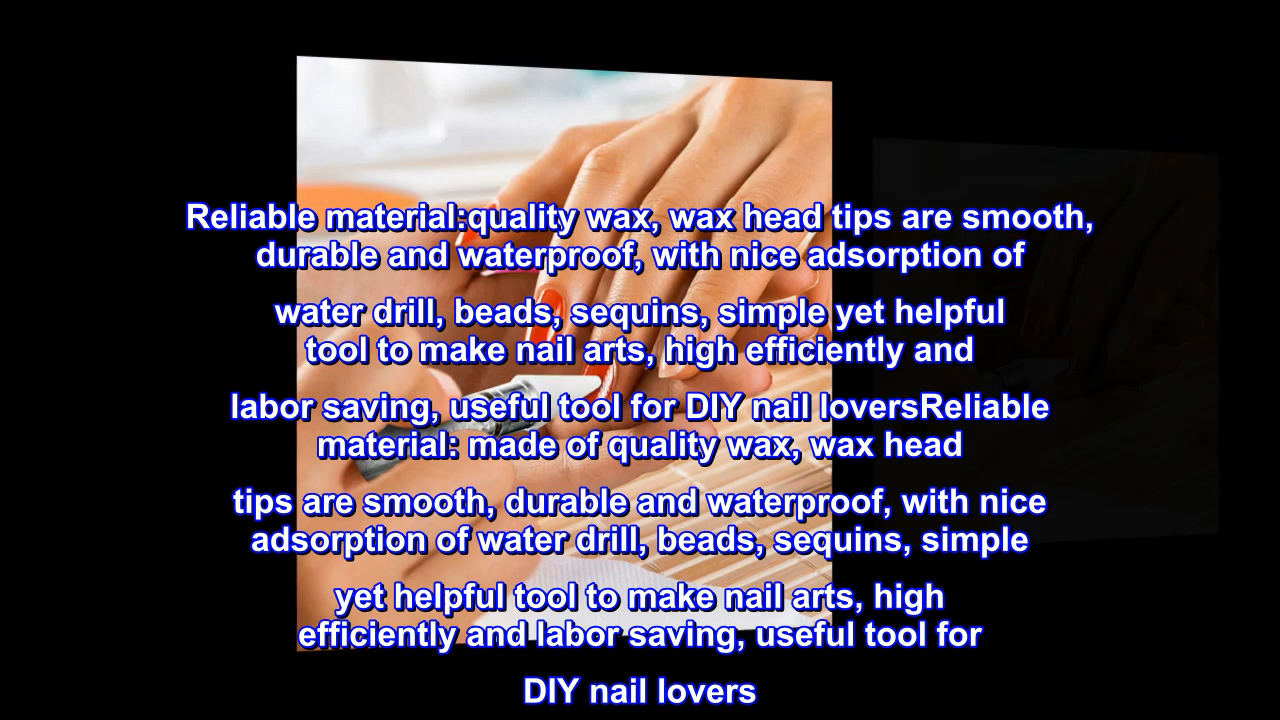 Reliable material:quality wax, wax head tips are smooth,
durable and waterproof, with nice adsorption of
water drill, beads, sequins, simple yet helpful
tool to make nail arts, high efficiently and
labor saving, useful tool for DIY nail loversReliable
material: made of quality wax, wax head
tips are smooth, durable and waterproof, with nice
adsorption of water drill, beads, sequins, simple
yet helpful tool to make nail arts, high
efficiently and labor saving, useful tool for
DIY nail lovers